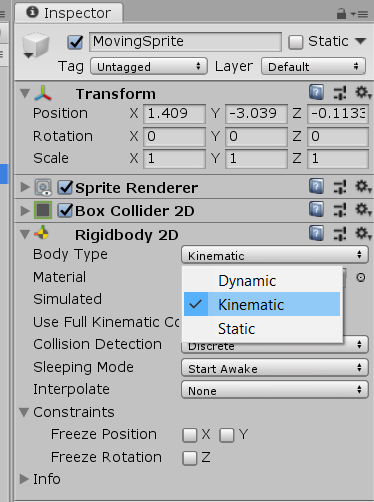 Inspector
MovingSprite Static
Tag Untagged Layer Default
Transform
Position X 1.409 Y -3.039 Z -0.1133
Rotation X 0 Y 0 Z 0
Scale X 1 Y 1 Z 1
Sprite Renderer
Box Collider 2D
Rigidbody 2D
Body Type Kinematic
Material Dynamic
Simulated Kinematic
Use Full Kinematic Co Static
Collision Detection Discrete
Sleeping Mode Start Awake
Interpolate None
Constraints
Freeze Position X Y
Freeze Rotation Z
Info